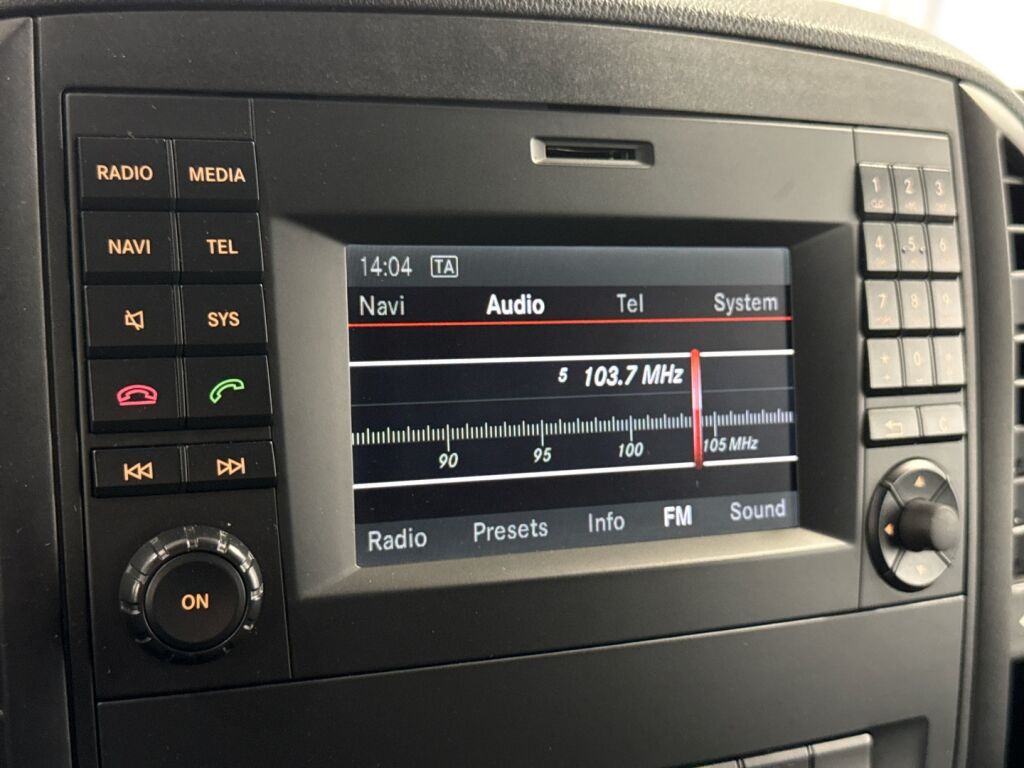 RADIO MEDIA
NAVI TEL
SYS
ON
14:04 TA
Navi Audio Tel System
5 103.7 MHz
90 95 100 105 MHz
Radio Presets Info FM Sound
1 2 3
4 5 6
7 8 9
* 0
C